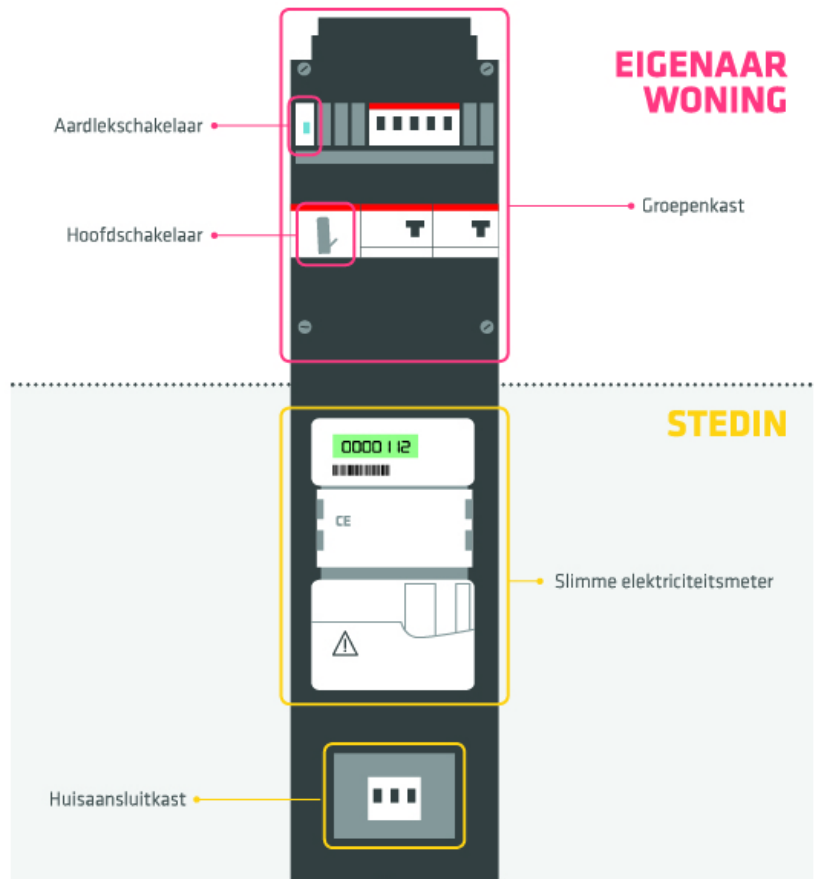 EIGENAAR
WONING
Aardlekschakelaar
Groepenkast
Hoofdschakelaar
STEDIN
0000112
CE
Slimme elektriciteitsmeter
Huisaansluitkast